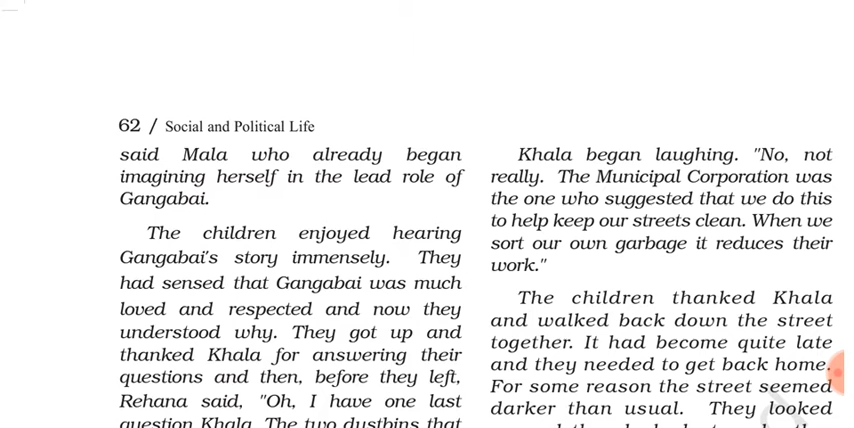 62 / Social and Political Life
said Mala who already began
imagining herself in the lead role of
Gangabai.
The children enjoyed hearing
Gangabai's story immensely. They
had sensed that Gangabai was much
loved and respected and now they
understood why. They got up and
thanked Khala for answering their
questions and then, before they left,
Rehana said, "Oh, I have one last
question Khala. The two dustbins that
Khala began laughing. "No, not
really. The Municipal Corporation was
the one who suggested that we do this
to help keep our streets clean. When we
sort our own garbage it reduces their
work."
The children thanked Khala
and walked back down the street
together. It had become quite late
and they needed to get back home.
For some reason the street seemed
darker than usual. They looked